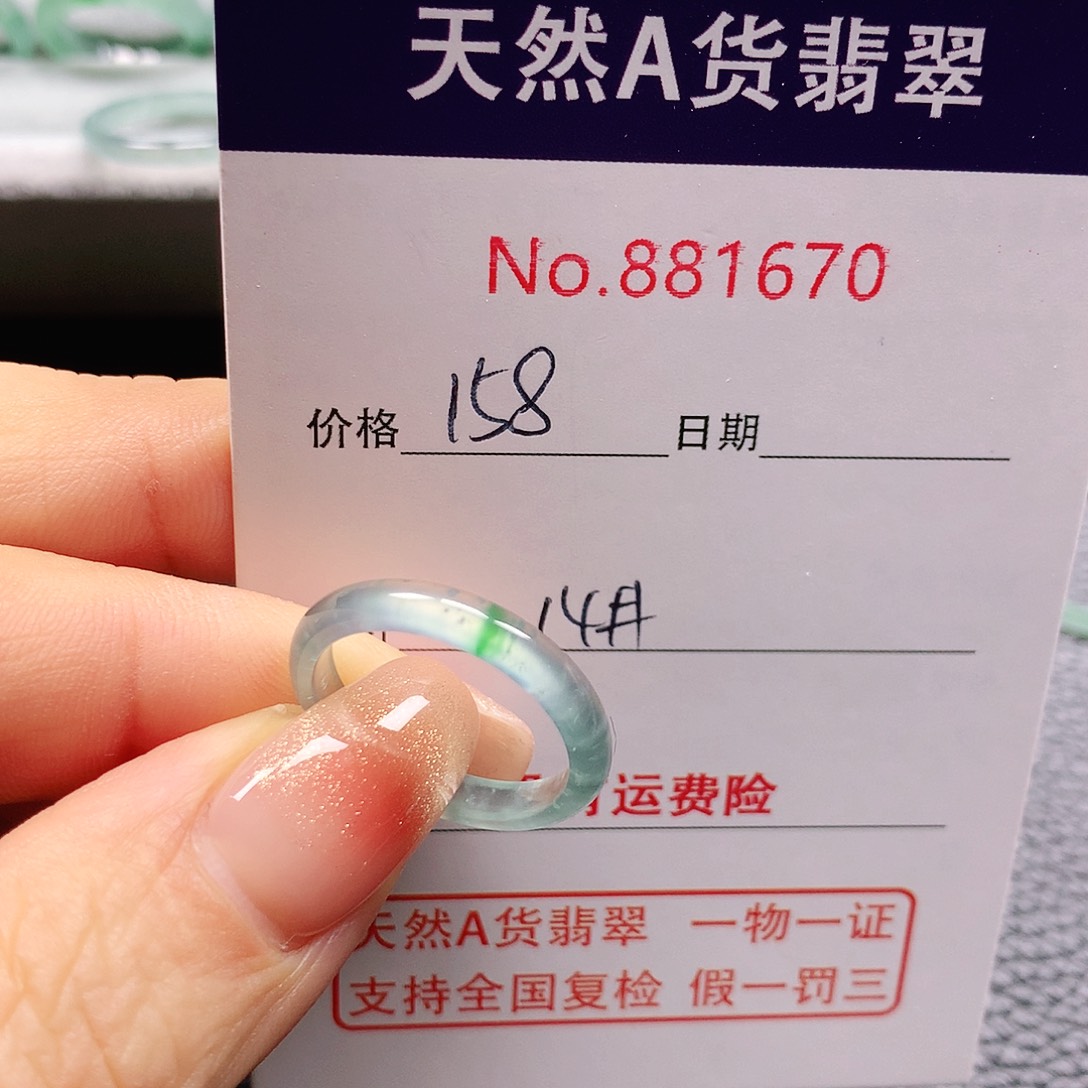 天然A货翡翠
No.881670
价格 158 日期
14#
运费险
天然A货翡翠 一物一证
支持全国复检 假一罚三